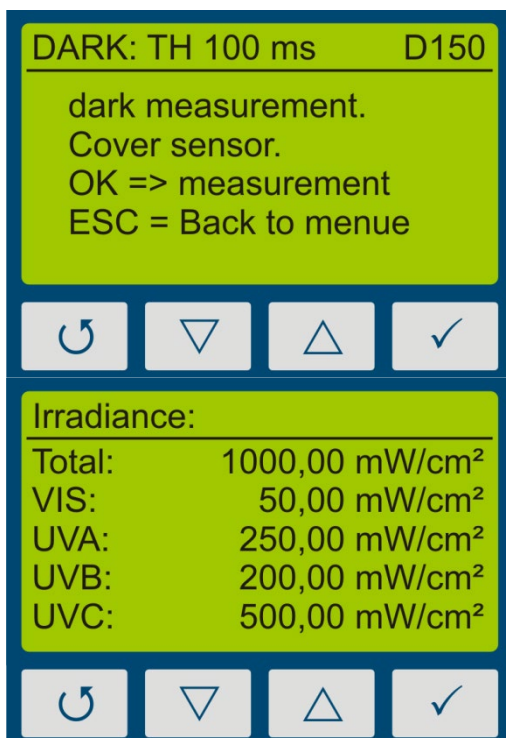 DARK: TH 100 ms D150
dark measurement.
Cover sensor.
OK => measurement
ESC = Back to menue
Irradiance:
Total: 1000,00 mW/cm²
VIS: 50,00 mW/cm²
UVA: 250,00 mW/cm²
UVB: 200,00 mW/cm²
UVC: 500,00 mW/cm²